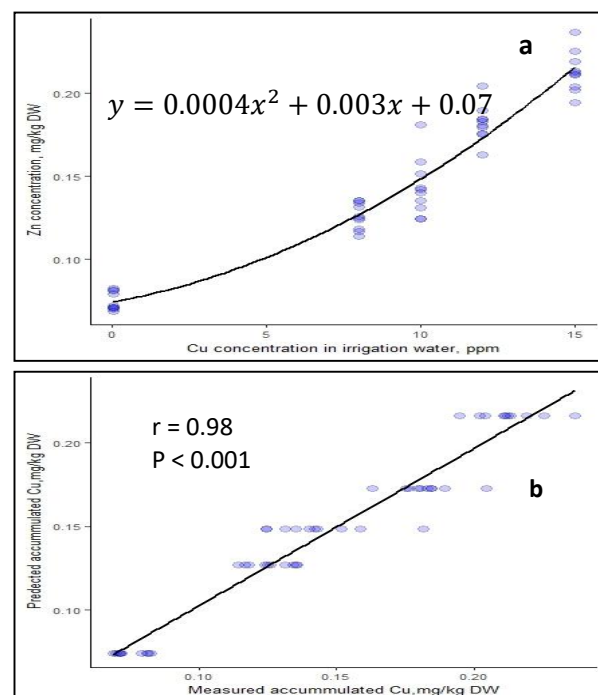 a
y = 0.0004x² + 0.003x + 0.07
Zn concentration, mg/kg DW
0.20
0.15
0.10
0 5 10 15
Cu concentration in irrigation water, ppm
r = 0.98
P < 0.001
b
Predected accumulated Cu,mg/kg DW
0.20
0.15
0.10
0.10 0.15 0.20
Measured accumulated Cu,mg/kg DW